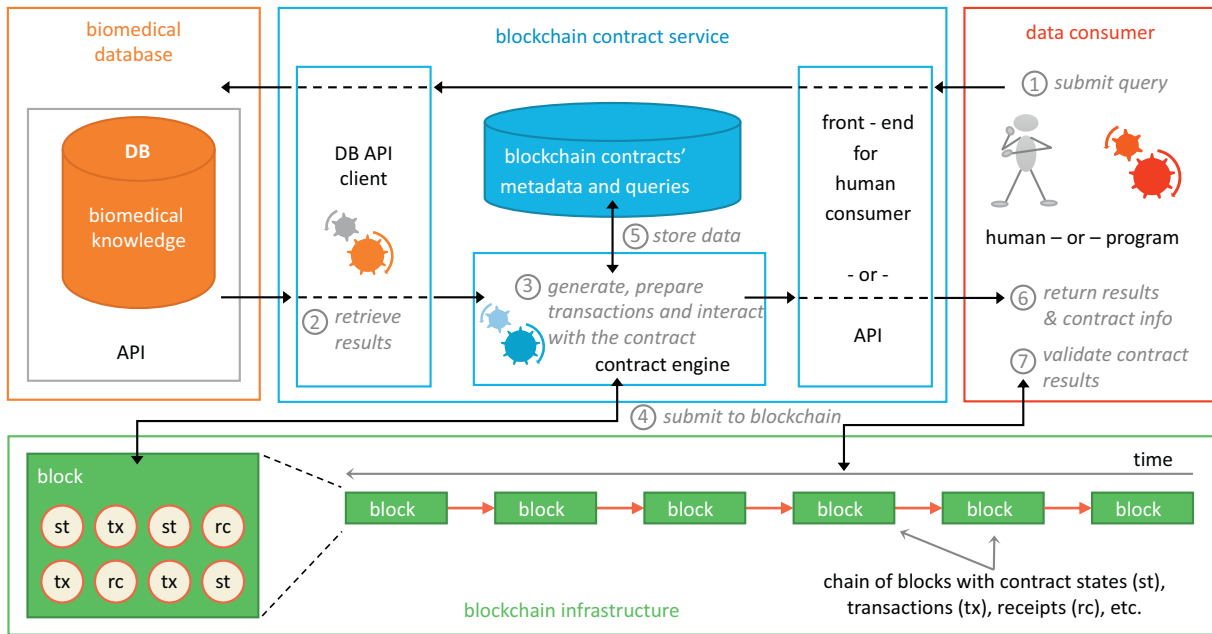 biomedical
database
DB
biomedical
knowledge
API
blockchain contract service
DB API
client
2 retrieve
results
blockchain contracts’
metadata and queries
5 store data
3 generate, prepare
transactions and interact
with the contract
contract engine
front - end
for
human
consumer
- or -
API
data consumer
1 submit query
human – or – program
6 return results
& contract info
7 validate contract
results
4 submit to blockchain
block
st tx st rc
tx rc tx st
time
block block block block block block
chain of blocks with contract states (st),
transactions (tx), receipts (rc), etc.
blockchain infrastructure